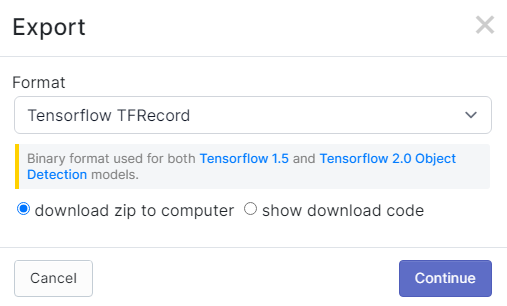 Export
Format
Tensorflow TFRecord
Binary format used for both Tensorflow 1.5 and Tensorflow 2.0 Object
Detection models.
download zip to computer show download code
Cancel Continue